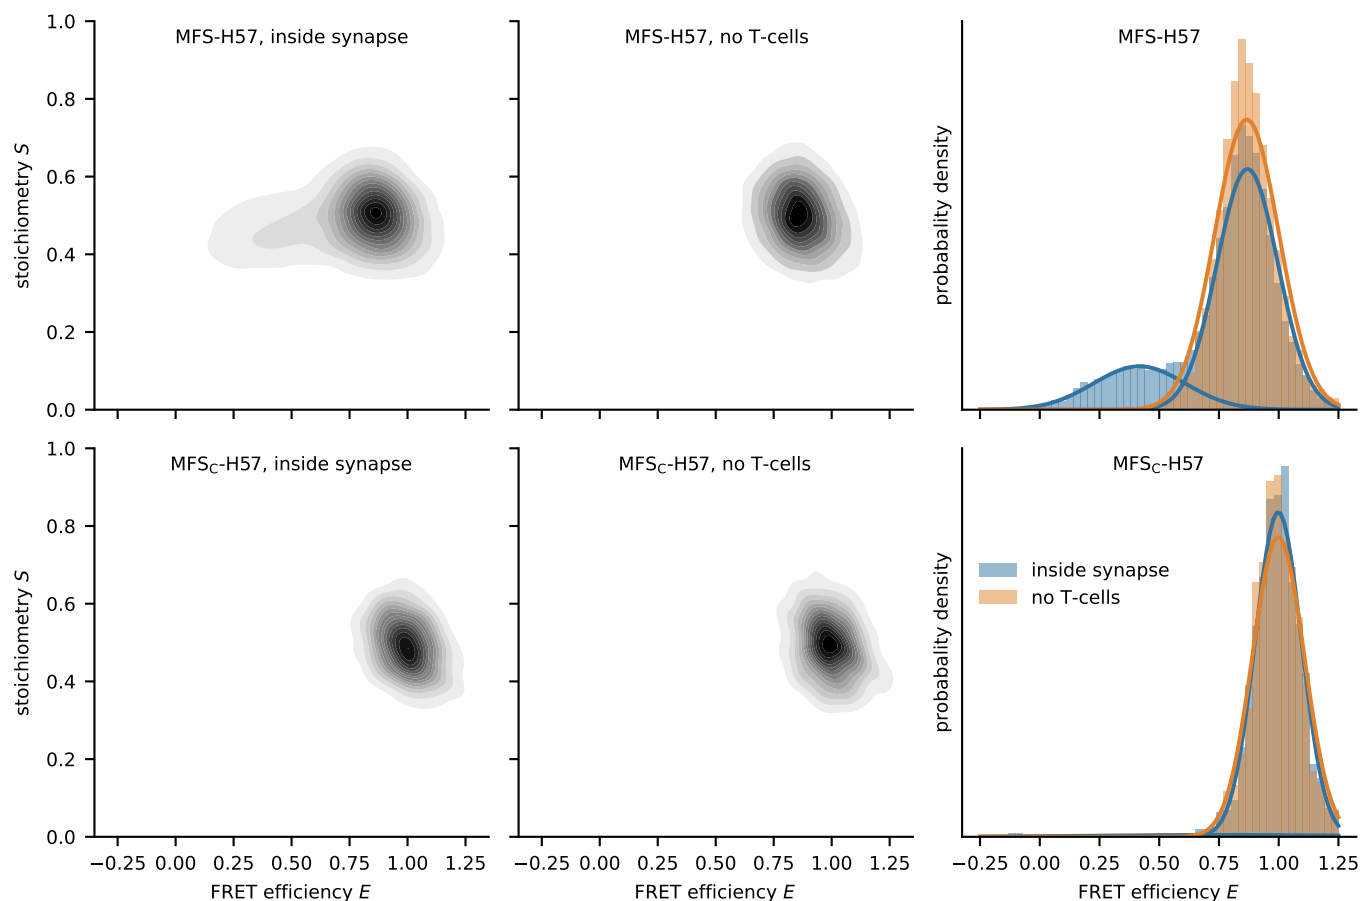 MFS-H57, inside synapse
MFS-H57, no T-cells
MFS-H57
1.0
0.8
0.6
0.4
0.2
0.0
stoichiometry S
probabality density
MFSC-H57, inside synapse
MFSC-H57, no T-cells
MFSC-H57
1.0
0.8
0.6
0.4
0.2
0.0
stoichiometry S
probabality density
inside synapse
no T-cells
−0.25 0.00 0.25 0.50 0.75 1.00 1.25
−0.25 0.00 0.25 0.50 0.75 1.00 1.25
−0.25 0.00 0.25 0.50 0.75 1.00 1.25
FRET efficiency E
FRET efficiency E
FRET efficiency E